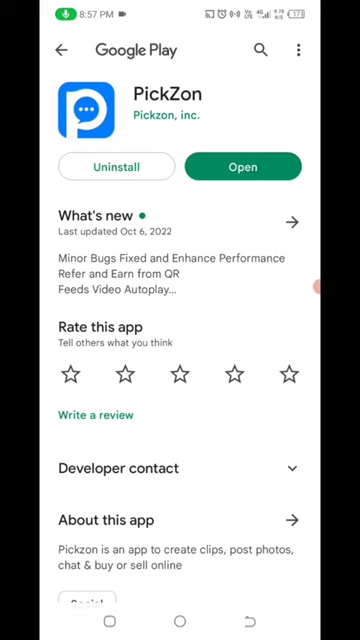 8:57 PM
Google Play
PickZon
Pickzon, inc.
Uninstall
Open
What's new
Last updated Oct 6, 2022
Minor Bugs Fixed and Enhance Performance
Refer and Earn from QR
Feeds Video Autoplay...
Rate this app
Tell others what you think
Write a review
Developer contact
About this app
Pickzon is an app to create clips, post photos,
chat & buy or sell online
Social